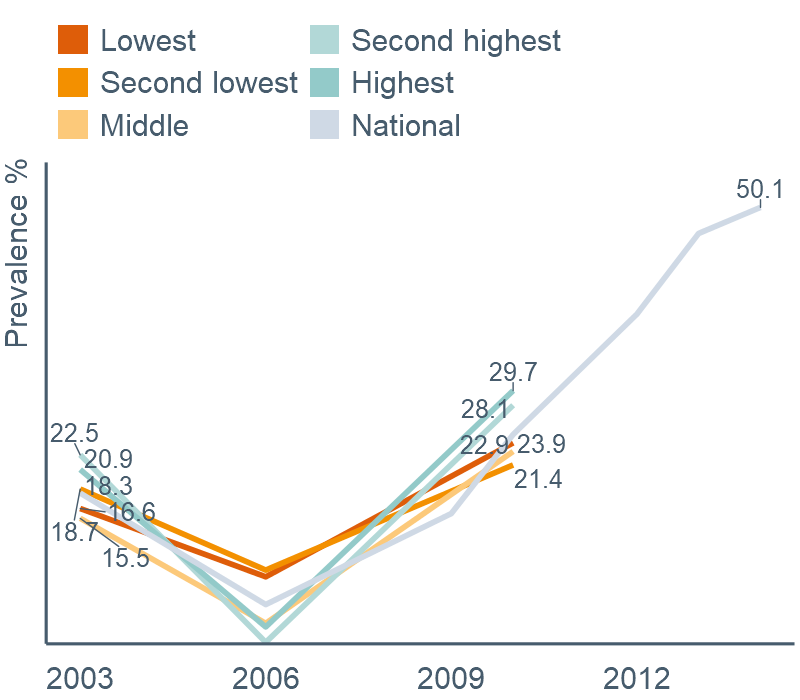 Lowest
Second highest
Second lowest
Highest
Middle
National
Prevalence %
50.1
29.7
28.1
22.9
23.9
21.4
22.5
20.9
18.3
16.6
18.7
15.5
2003
2006
2009
2012